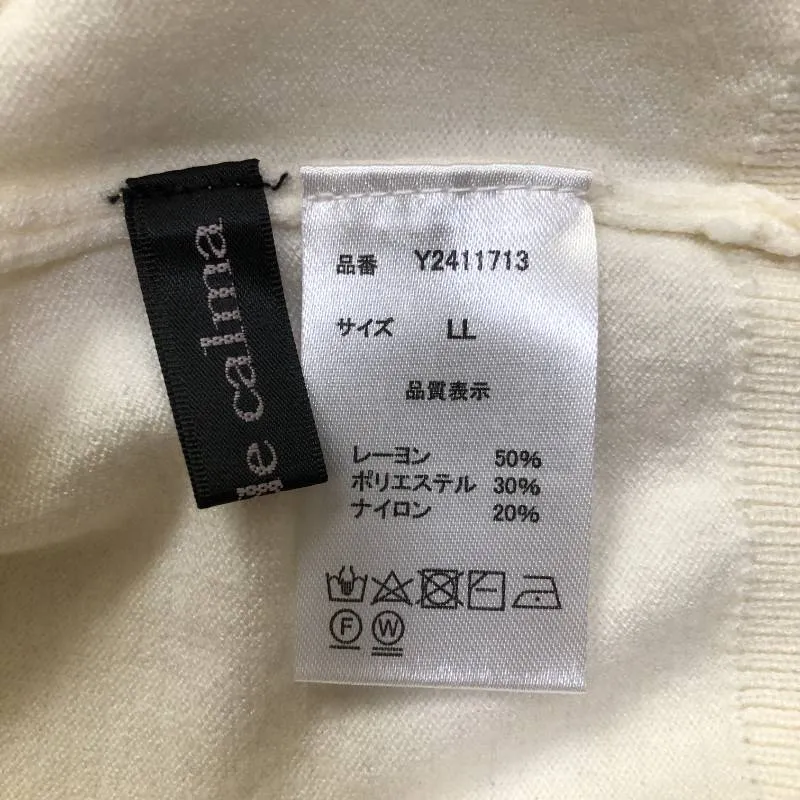 de calma
品番 Y2411713
サイズ LL
品質表示
レーヨン 50%
ポリエステル 30%
ナイロン 20%
F W